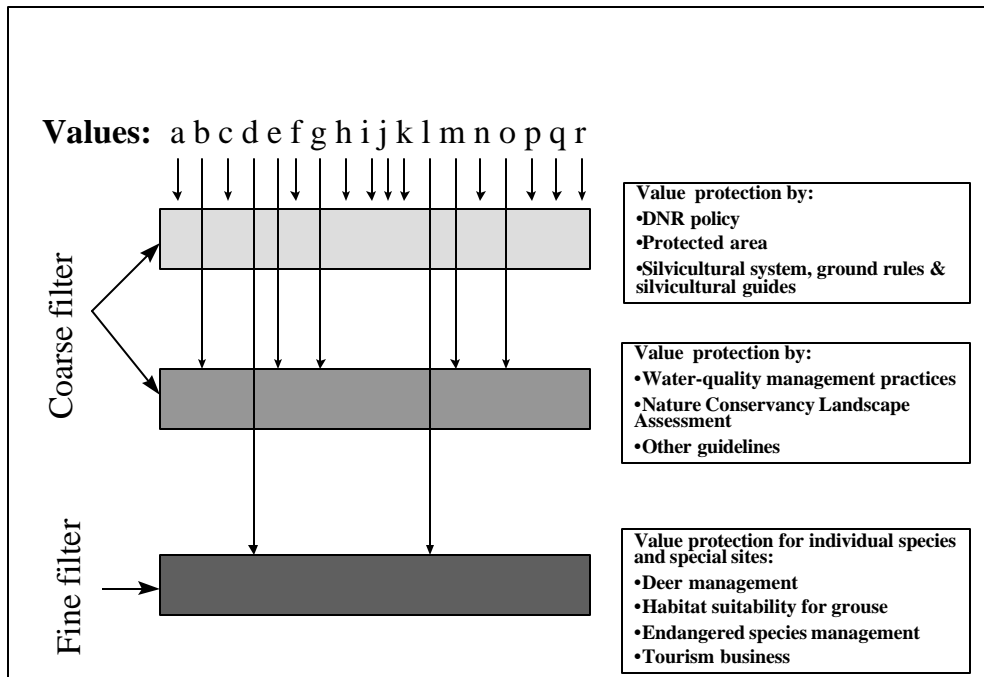 Values: a b c d e f g h i j k l m n o p q r
Coarse filter
Fine filter
Value protection by:
•DNR policy
•Protected area
•Silvicultural system, ground rules &
silvicultural guides
Value protection by:
•Water-quality management practices
•Nature Conservancy Landscape
Assessment
•Other guidelines
Value protection for individual species
and special sites:
•Deer management
•Habitat suitability for grouse
•Endangered species management
•Tourism business